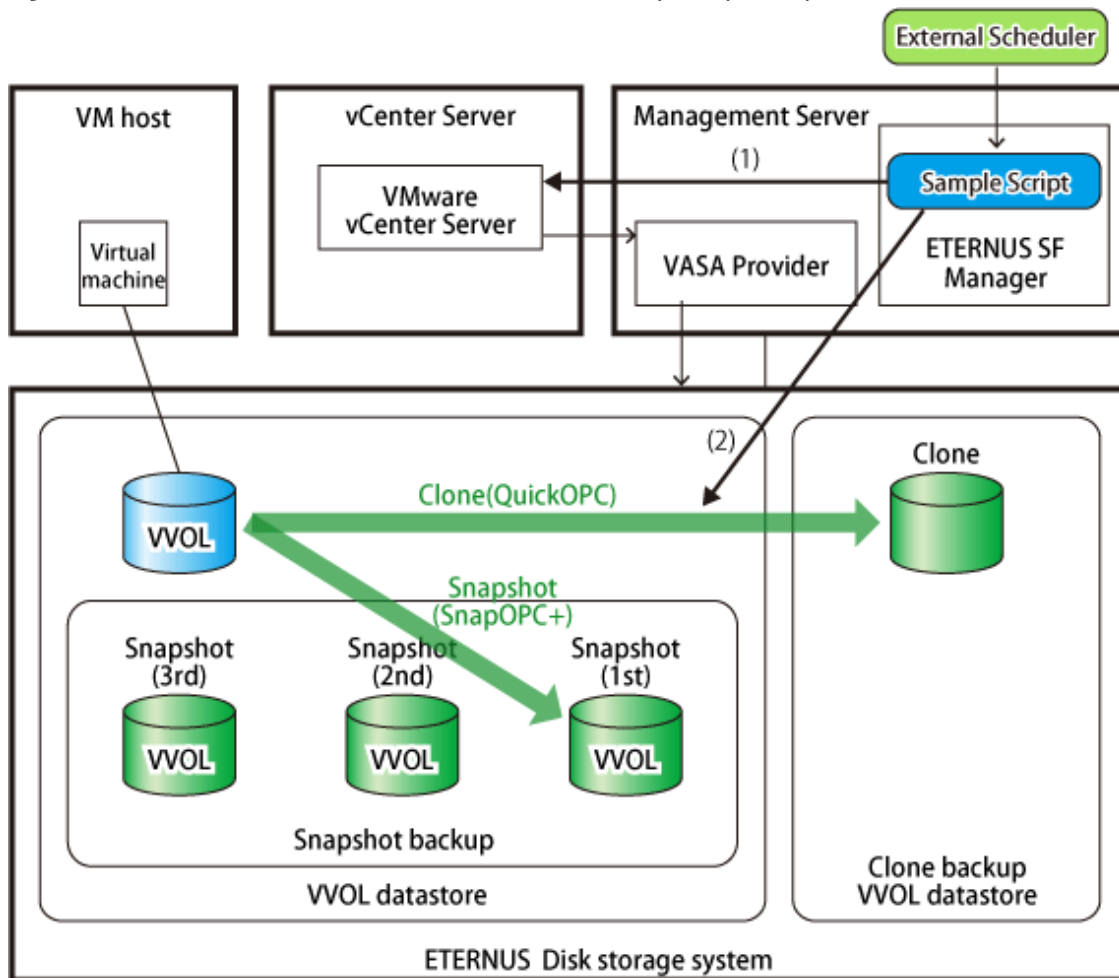 External Scheduler
VM host
vCenter Server
Management Server
(1)
Sample Script
VMware
vCenter Server
Virtual
machine
VASA Provider
ETERNUS SF
Manager
(2)
Clone
Clone(QuickOPC)
VVOL
Snapshot
(SnapOPC+)
Snapshot
(3rd)
Snapshot
(2nd)
Snapshot
(1st)
VVOL
VVOL
VVOL
Snapshot backup
Clone backup
VVOL datastore
VVOL datastore
ETERNUS Disk storage system